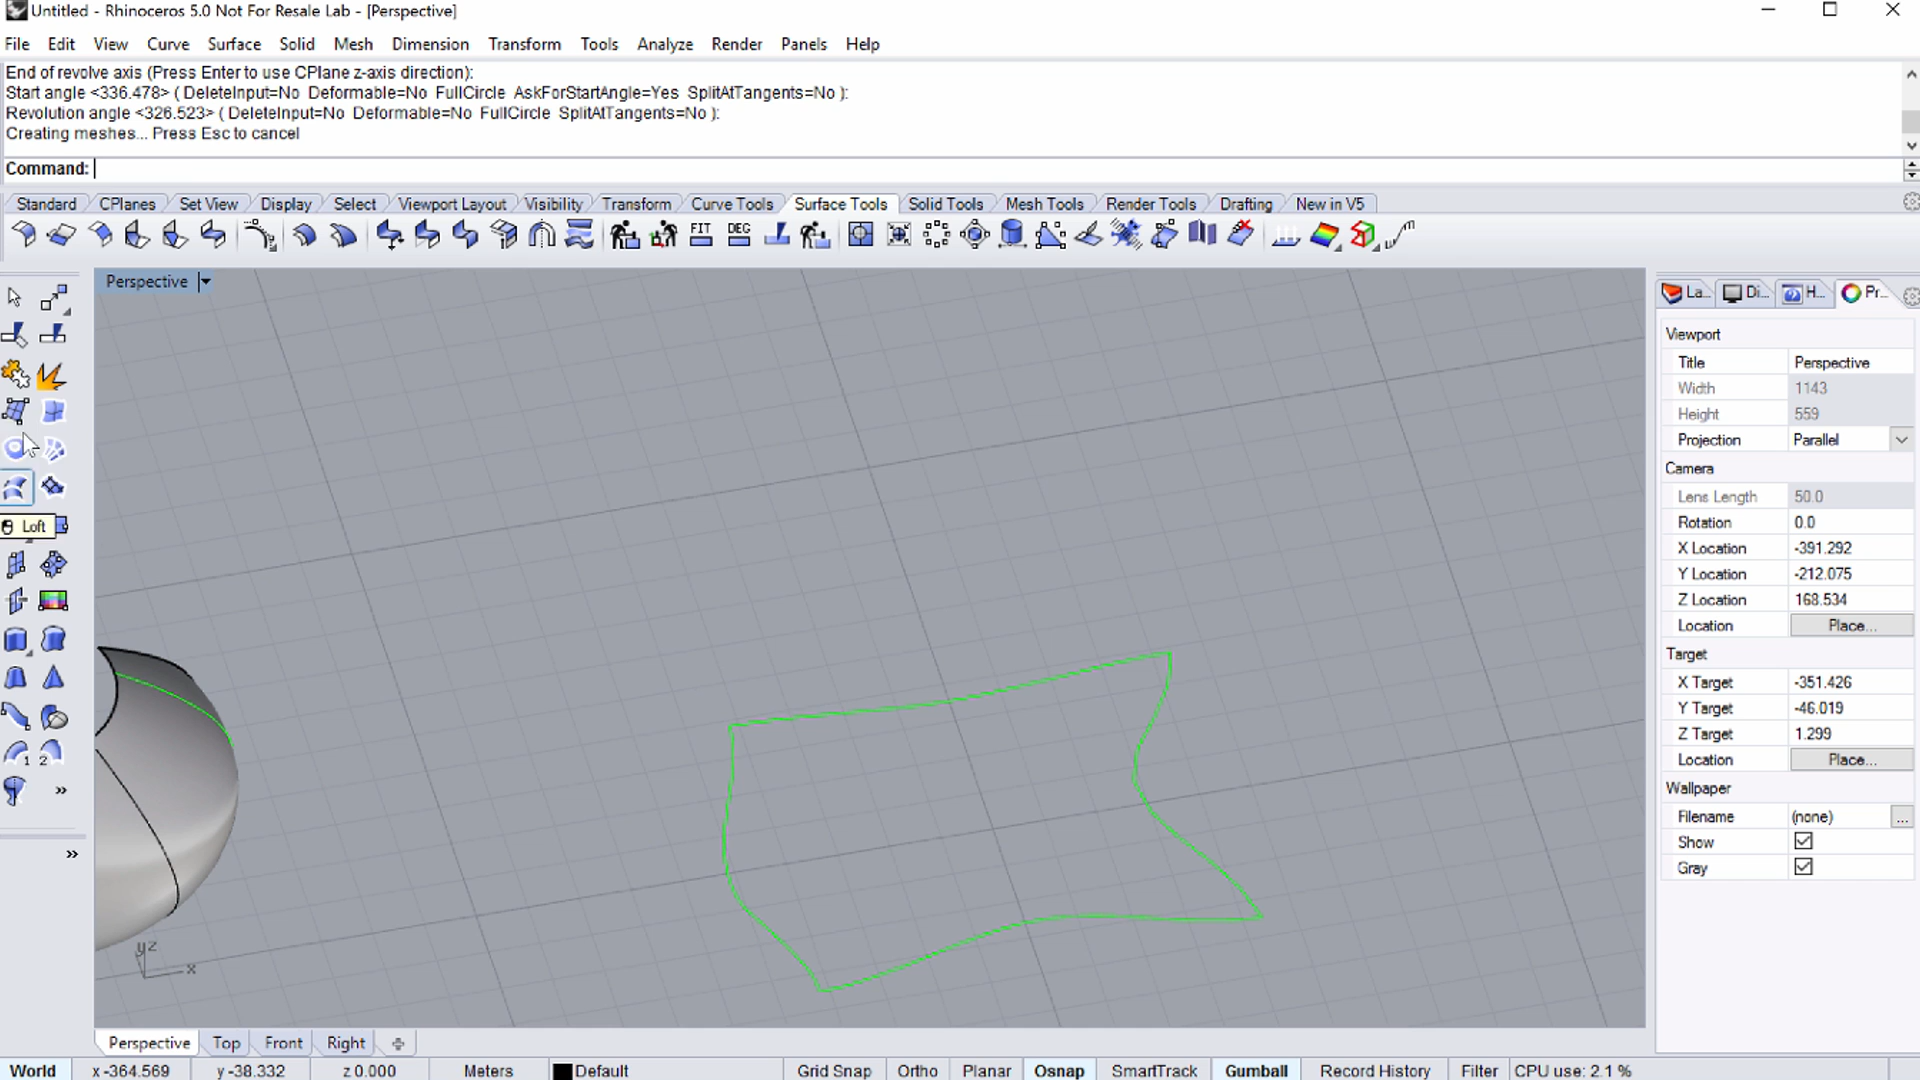 Untitled - Rhinoceros 5.0 Not For Resale Lab - [Perspective]
File Edit View Curve Surface Solid Mesh Dimension Transform Tools Analyze Render Panels Help
End of revolve axis (Press Enter to use CPlane z-axis direction):
Start angle <336.478> ( DeleteInput=No Deformable=No FullCircle AskForStartAngle=Yes SplitAtTangents=No ):
Revolution angle <326.523> ( DeleteInput=No Deformable=No FullCircle SplitAtTangents=No ):
Creating meshes... Press Esc to cancel
Command:
Standard CPlanes Set View Display Select Viewport Layout Visibility Transform Curve Tools Surface Tools Solid Tools Mesh Tools Render Tools Drafting New in V5
FIT DEG
Perspective
La... Di... H... Pr...
Viewport
Title Perspective
Width 1143
Height 559
Projection Parallel
Camera
Lens Length 50.0
Rotation 0.0
X Location -391.292
Y Location -212.075
Z Location 168.534
Location Place...
Target
X Target -351.426
Y Target -46.019
Z Target 1.299
Location Place...
Wallpaper
Filename (none) ...
Show
Gray
Loft
1 2
y z
x
Perspective Top Front Right
World x -364.569 y -38.332 z 0.000 Meters Default Grid Snap Ortho Planar Osnap SmartTrack Gumball Record History Filter CPU use: 2.1 %